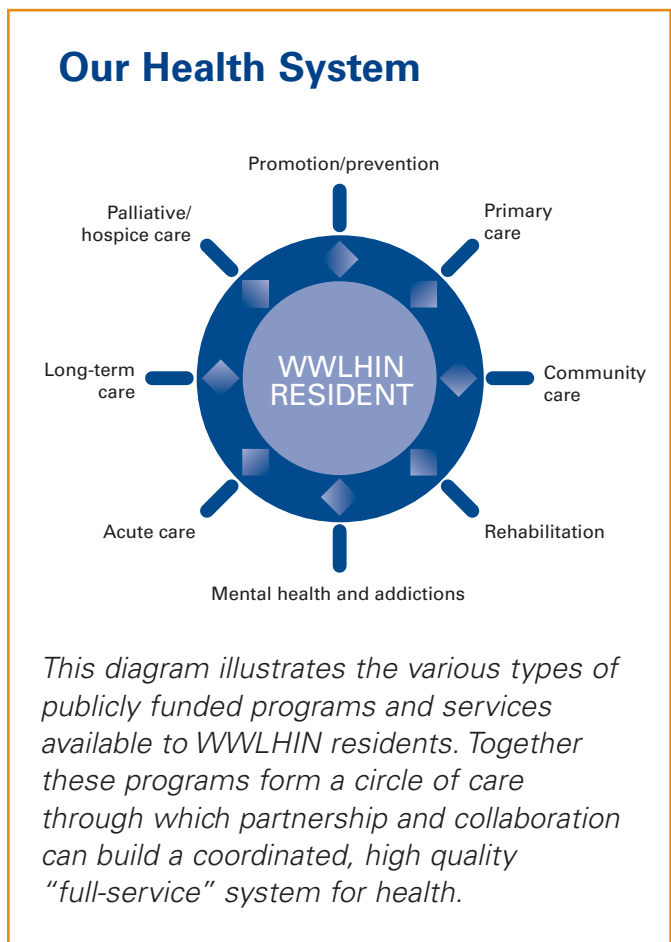 Our Health System
Promotion/prevention
Palliative/
hospice care
Primary
care
Long-term
care
WWLHIN
RESIDENT
Community
care
Acute care
Rehabilitation
Mental health and addictions
This diagram illustrates the various types of
publicly funded programs and services
available to WWLHIN residents. Together
these programs form a circle of care
through which partnership and collaboration
can build a coordinated, high quality
“full-service” system for health.